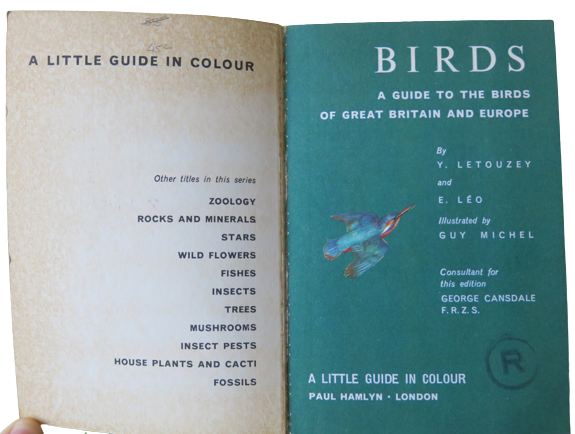 A LITTLE GUIDE IN COLOUR
Other titles in this series
ZOOLOGY
ROCKS AND MINERALS
STARS
WILD FLOWERS
FISHES
INSECTS
TREES
MUSHROOMS
INSECT PESTS
HOUSE PLANTS AND CACTI
FOSSILS
BIRDS
A GUIDE TO THE BIRDS
OF GREAT BRITAIN AND EUROPE
By
Y. LETOUZEY
and
E. LÉO
Illustrated by
GUY MICHEL
Consultant for
this edition
GEORGE CANSDALE
F.R.Z.S.
R
A LITTLE GUIDE IN COLOUR
PAUL HAMLYN • LONDON